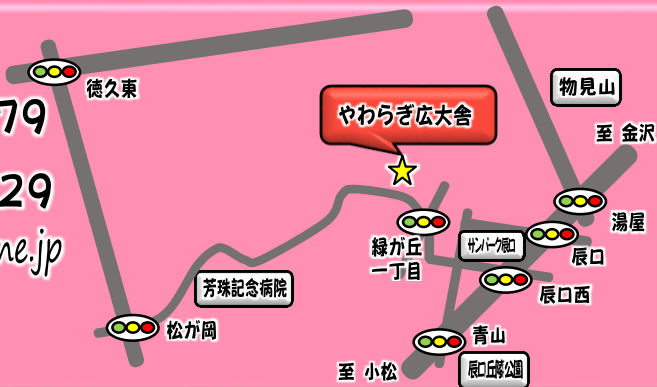 徳久東
79
29
ne.jp
やわらぎ広大舎
物見山
至 金沢
湯屋
辰口
サンパーク辰口
緑が丘
一丁目
辰口西
芳珠記念病院
松が岡
青山
至 小松
辰口丘陵公園